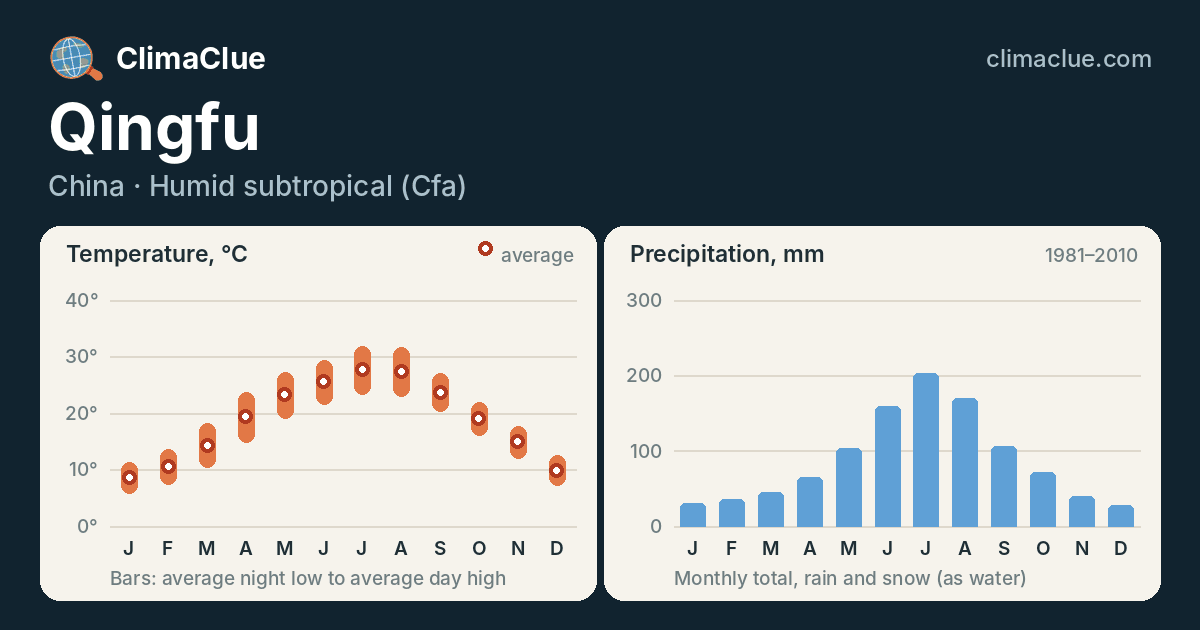 ClimaClue
climaclue.com
Qingfu
China · Humid subtropical (Cfa)
Temperature, °C
average
40°
30°
20°
10°
0°
J F M A M J J A S O N D
Bars: average night low to average day high
Precipitation, mm
1981–2010
300
200
100
0
J F M A M J J A S O N D
Monthly total, rain and snow (as water)